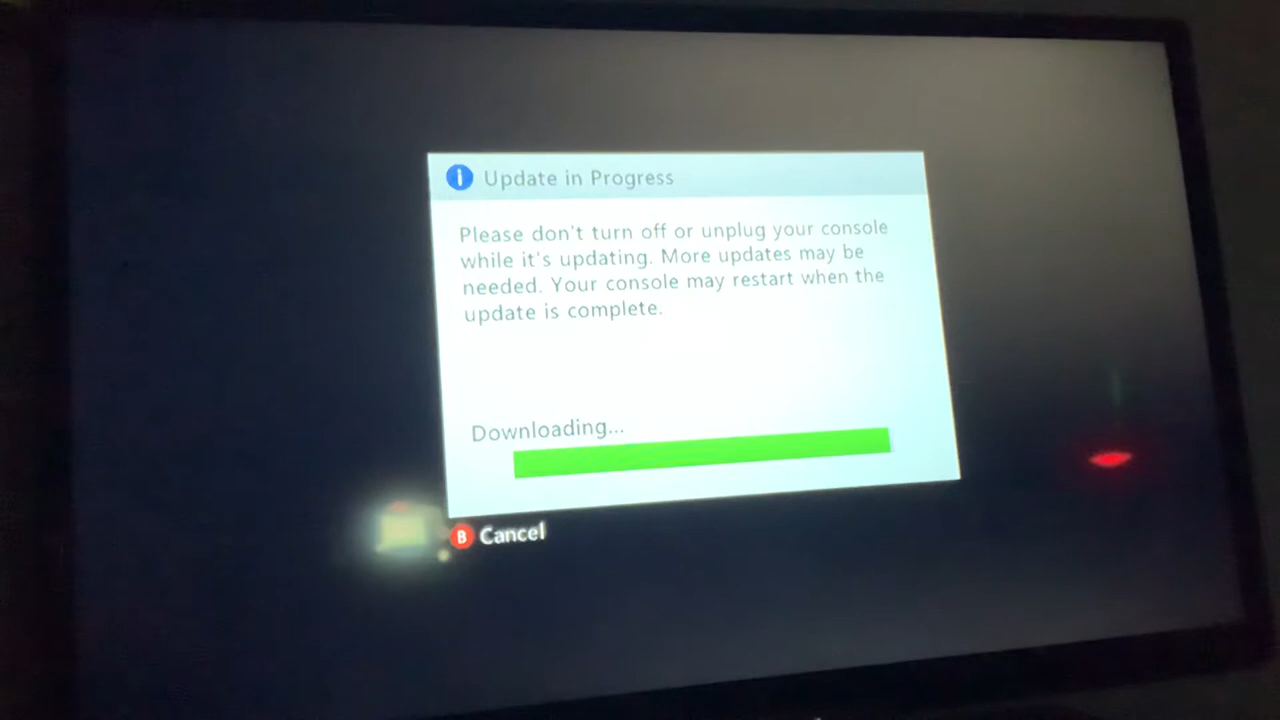 Update in Progress
Please don't turn off or unplug your console
while it's updating. More updates may be
needed. Your console may restart when the
update is complete.
Downloading...
B Cancel